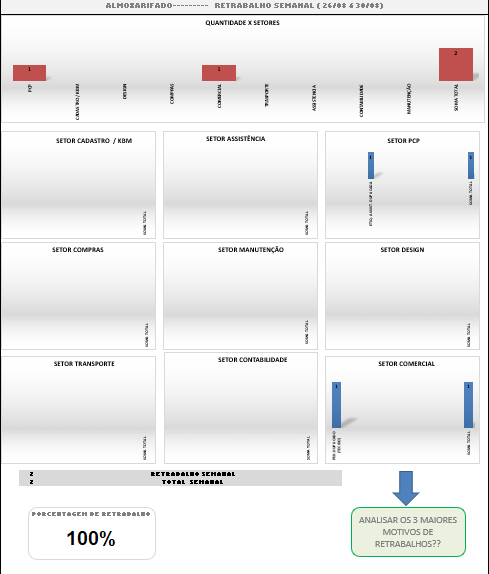 ALMOXARIFADO--------- RETRABALHO SEMANAL ( 26/08 á 30/08)
QUANTIDADE X SETORES
1
1
2
PCP
CADASTRO / KBM
DESIGN
COMPRAS
COMERCIAL
TRANPORTE
ASSISTÊNCIA
CONTABILIDADE
MANUTENÇÃO
SOMA TOTAL
SETOR CADASTRO / KBM
SOMA TOTAL
SETOR ASSISTÊNCIA
SOMA TOTAL
SETOR PCP
1
1
SOMA TOTAL
SETOR COMPRAS
SOMA TOTAL
SETOR MANUTENÇÃO
SOMA TOTAL
SETOR DESIGN
SOMA TOTAL
SETOR TRANSPORTE
SOMA TOTAL
SETOR CONTABILIDADE
SOMA TOTAL
SETOR COMERCIAL
1
1
SOMA TOTAL
2 RETRABALHO SEMANAL
2 TOTAL SEMANAL
PORCENTAGEM DE RETRABALHO
100%
ANALISAR OS 3 MAIORES
MOTIVOS DE
RETRABALHOS??